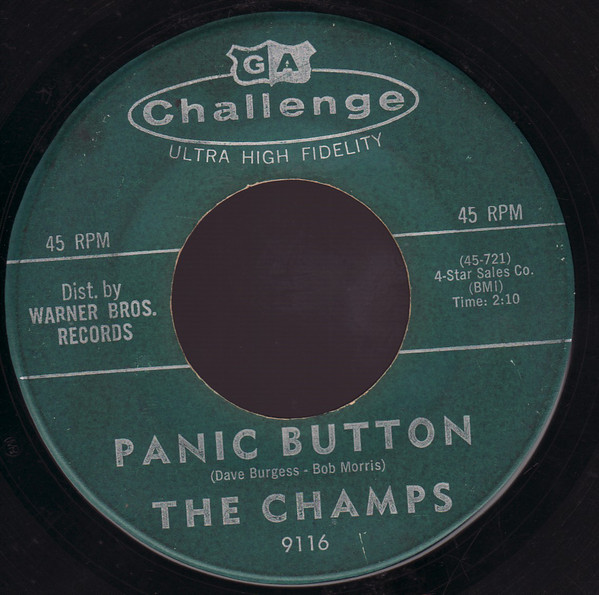 GA
Challenge
ULTRA HIGH FIDELITY
45 RPM
45 RPM
Dist. by
WARNER BROS.
RECORDS
(45-721)
4-Star Sales Co.
(BMI)
Time: 2:10
PANIC BUTTON
(Dave Burgess - Bob Morris)
THE CHAMPS
9116